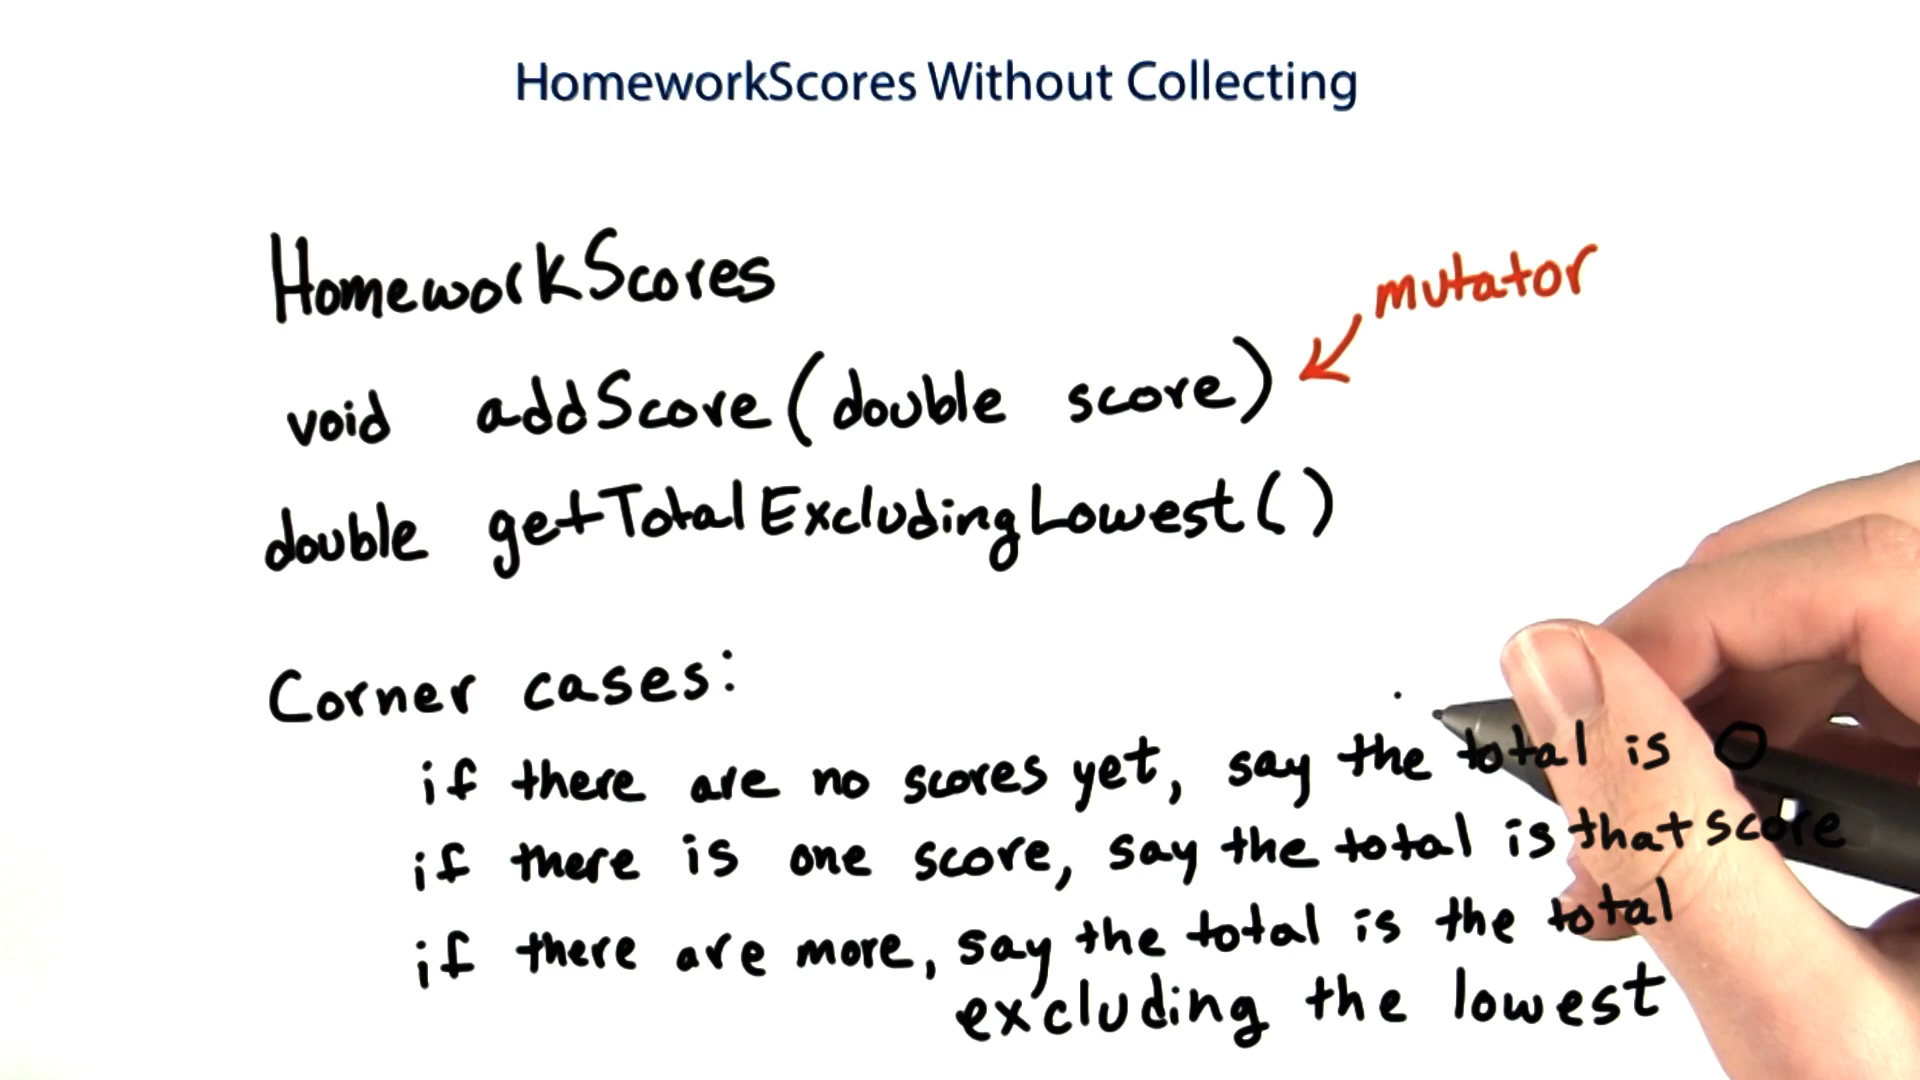 HomeworkScores Without Collecting
HomeworkScores
mutator
void addScore(double score)
double getTotalExcludingLowest()
Corner cases:
if there are no scores yet, say the total is 0
if there is one score, say the total is that score
if there are more, say the total is the total
excluding the lowest